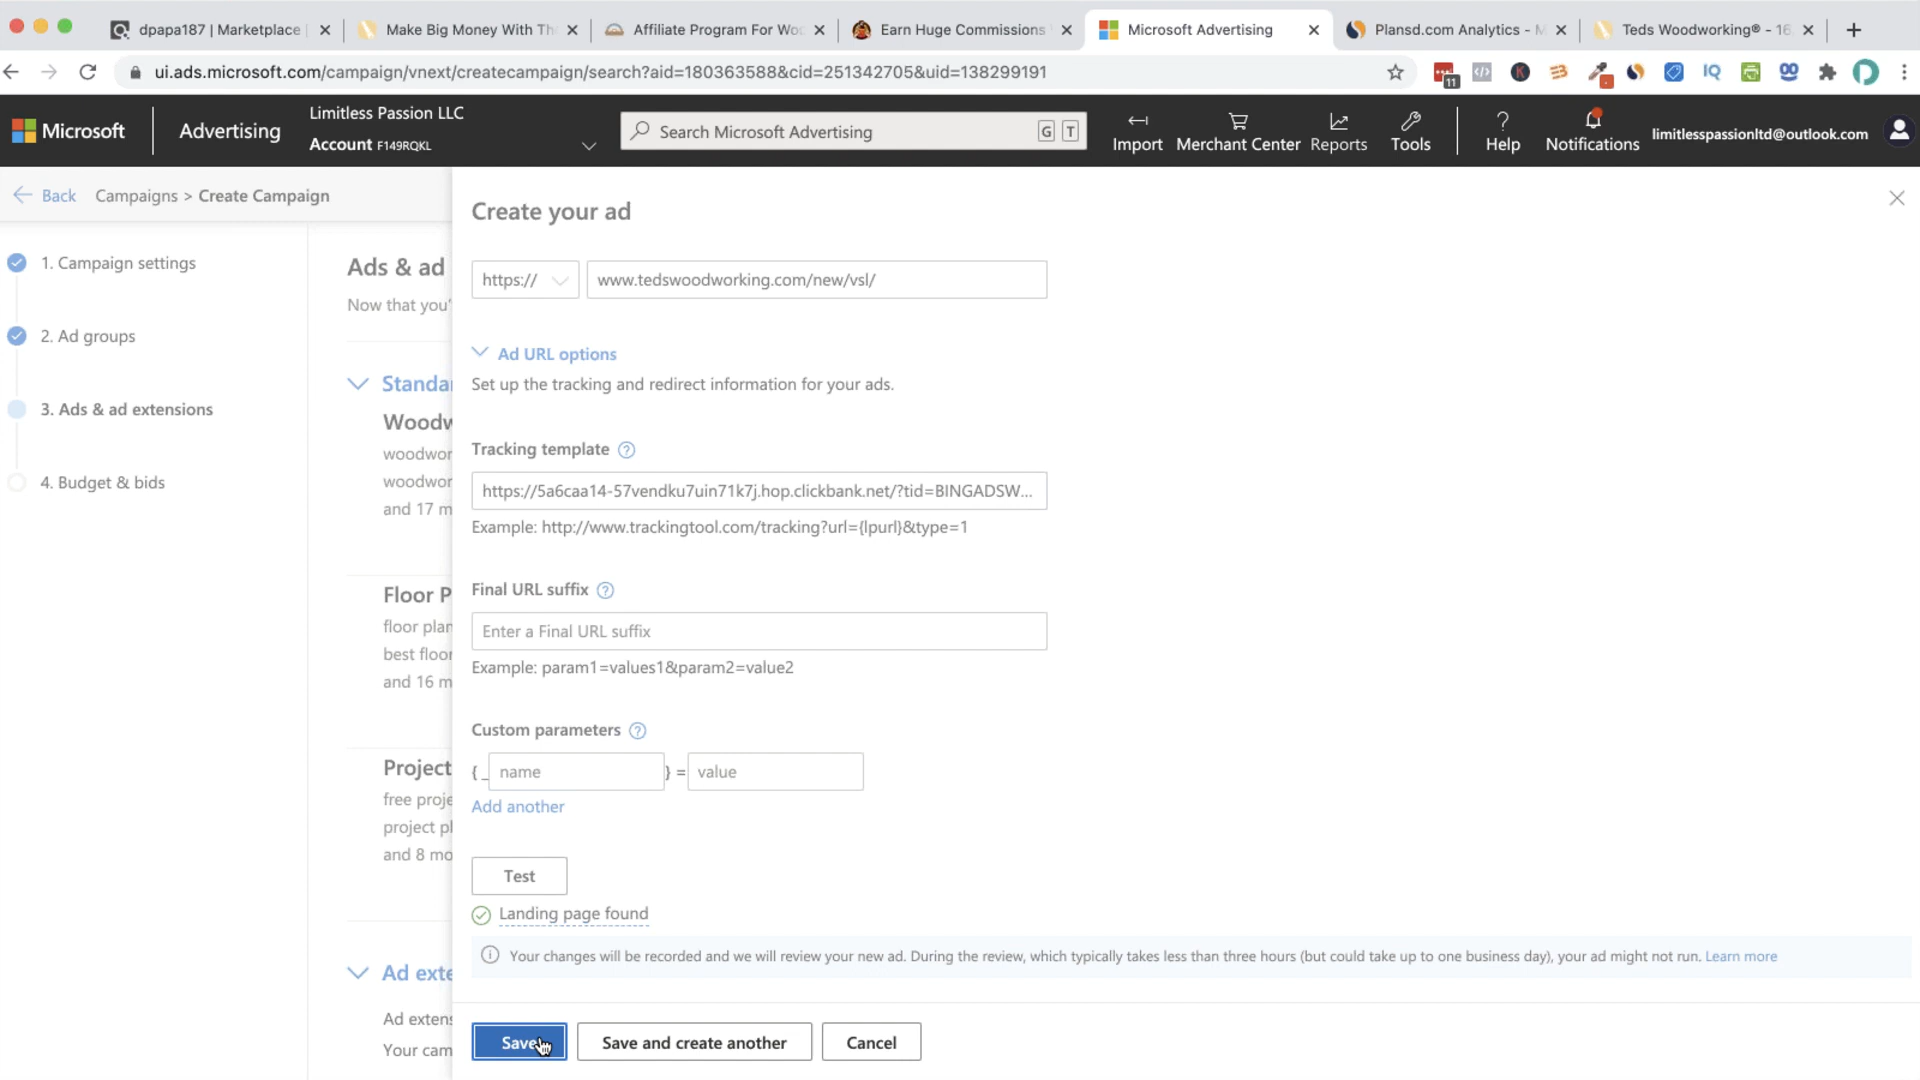 dpapa187 | Marketplace
Make Big Money With Th
Affiliate Program For Woo
Earn Huge Commissions
Microsoft Advertising
Plansd.com Analytics - M
Teds Woodworking® - 16
ui.ads.microsoft.com/campaign/vnext/createcampaign/search?aid=180363588&cid=251342705&uid=138299191
11
IQ
Microsoft
Advertising
Limitless Passion LLC
Account F149RQKL
Search Microsoft Advertising
G T
Import
Merchant Center
Reports
Tools
Help
Notifications
limitlesspassionltd@outlook.com
Back
Campaigns > Create Campaign
1. Campaign settings
2. Ad groups
3. Ads & ad extensions
4. Budget & bids
Ads & ad
Now that you'
Standa
Woodw
woodwor
woodwor
and 17 m
Floor P
floor plan
best floor
and 16 m
Project
free proje
project pl
and 8 mo
Ad exte
Ad extens
Your cam
Create your ad
https://
www.tedswoodworking.com/new/vsl/
Ad URL options
Set up the tracking and redirect information for your ads.
Tracking template ?
https://5a6caa14-57vendku7uin71k7j.hop.clickbank.net/?tid=BINGADSW...
Example: http://www.trackingtool.com/tracking?url={lpurl}&type=1
Final URL suffix ?
Enter a Final URL suffix
Example: param1=values1&param2=value2
Custom parameters ?
{_ name } = value
Add another
Test
Landing page found
Your changes will be recorded and we will review your new ad. During the review, which typically takes less than three hours (but could take up to one business day), your ad might not run. Learn more
Save
Save and create another
Cancel